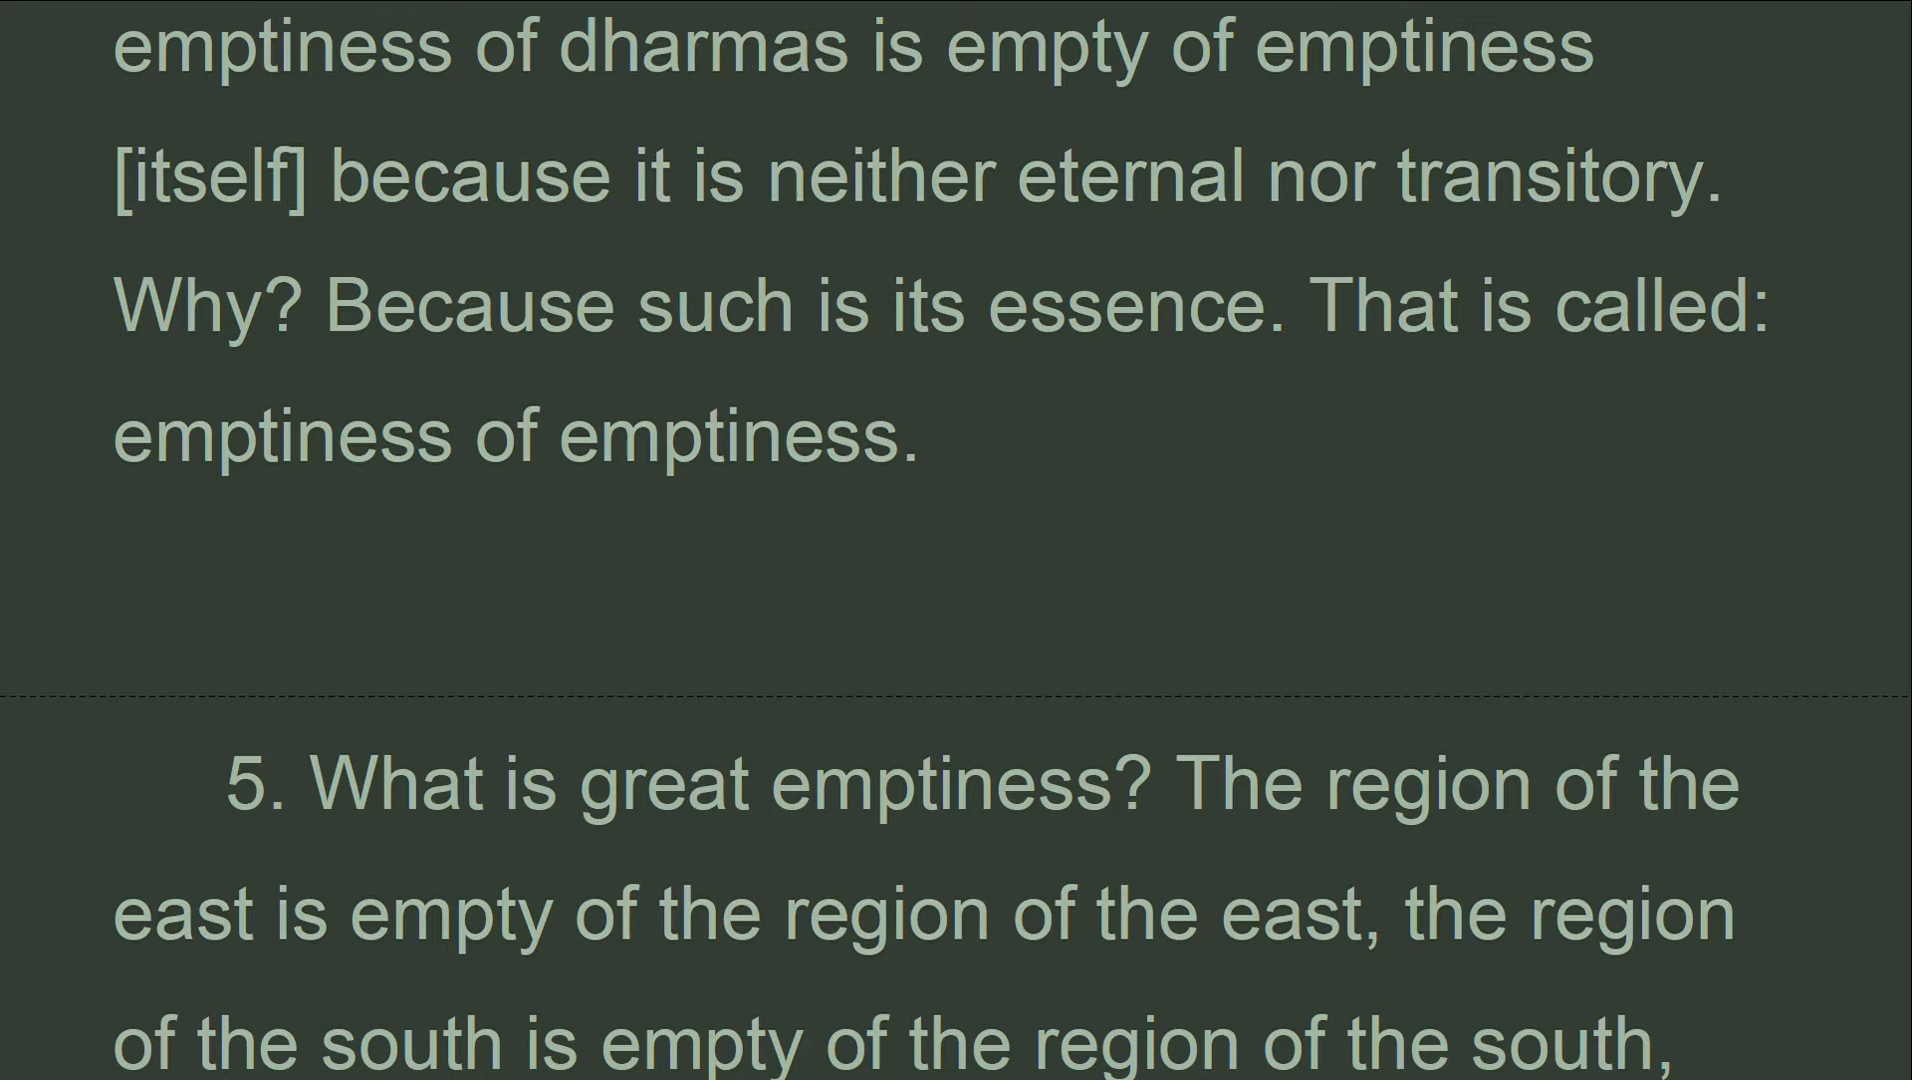 emptiness of dharmas is empty of emptiness
[itself] because it is neither eternal nor transitory.
Why? Because such is its essence. That is called:
emptiness of emptiness.
5. What is great emptiness? The region of the
east is empty of the region of the east, the region
of the south is empty of the region of the south,